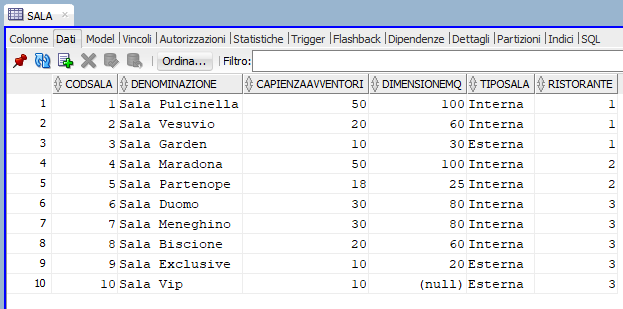 SALA
Colonne Dati Model Vincoli Autorizzazioni Statistiche Trigger Flashback Dipendenze Dettagli Partizioni Indici SQL
Ordina... Filtro:
CODSALA DENOMINAZIONE CAPIENZAAVVENTORI DIMENSIONEMQ TIPOSALA RISTORANTE
1 1 Sala Pulcinella 50 100 Interna 1
2 2 Sala Vesuvio 20 60 Interna 1
3 3 Sala Garden 10 30 Esterna 1
4 4 Sala Maradona 50 100 Interna 2
5 5 Sala Partenope 18 25 Interna 2
6 6 Sala Duomo 30 80 Interna 3
7 7 Sala Meneghino 30 80 Interna 3
8 8 Sala Biscione 20 60 Interna 3
9 9 Sala Exclusive 10 20 Esterna 3
10 10 Sala Vip 10 (null) Esterna 3